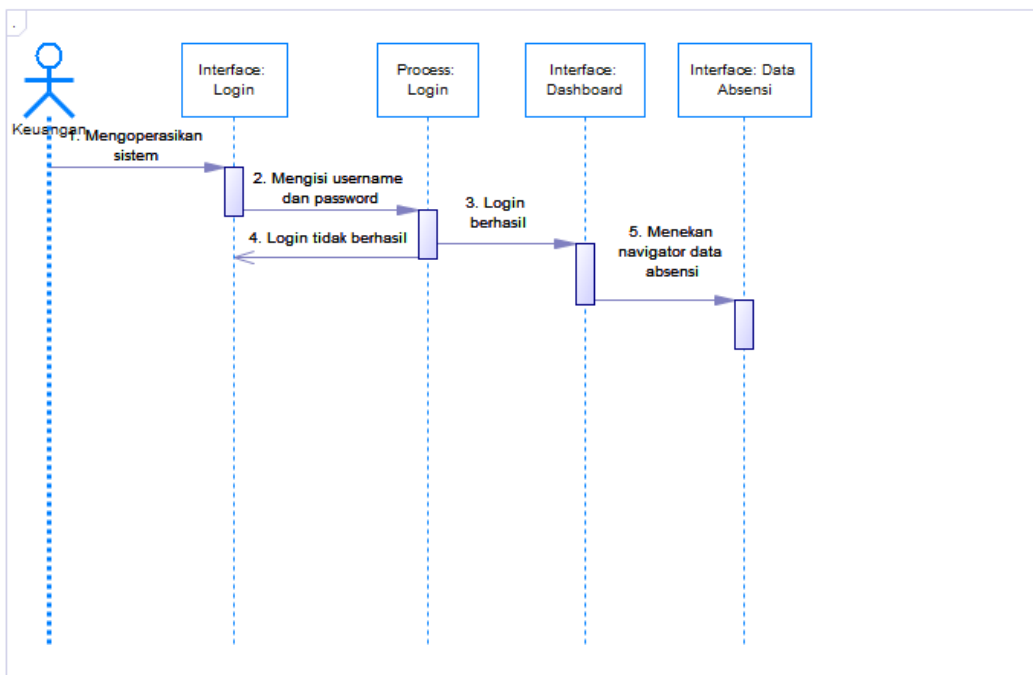 .
Interface:
Login
Process:
Login
Interface:
Dashboard
Interface: Data
Absensi
Keuangan
1. Mengoperasikan
sistem
2. Mengisi username
dan password
3. Login
berhasil
4. Login tidak berhasil
5. Menekan
navigator data
absensi